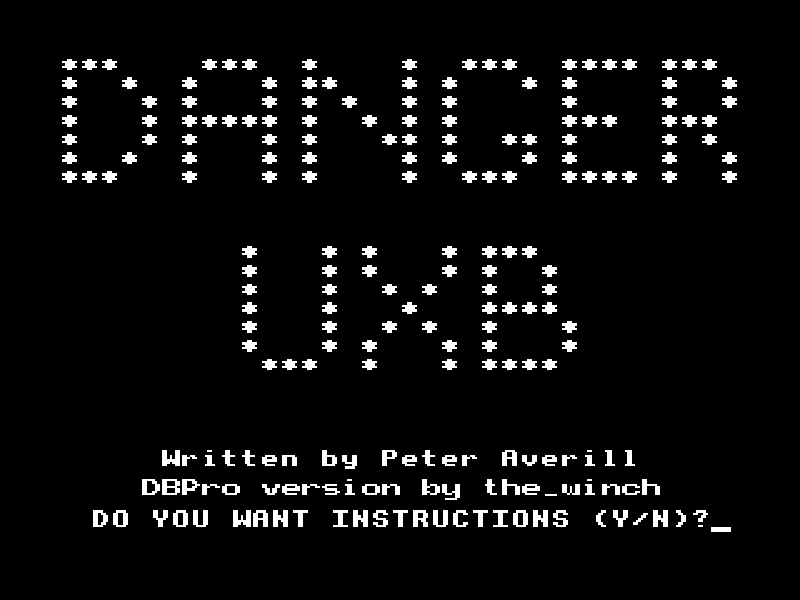 DANGER
UXB
Written by Peter Averill
DBPro version by the_winch
DO YOU WANT INSTRUCTIONS (Y/N)?_